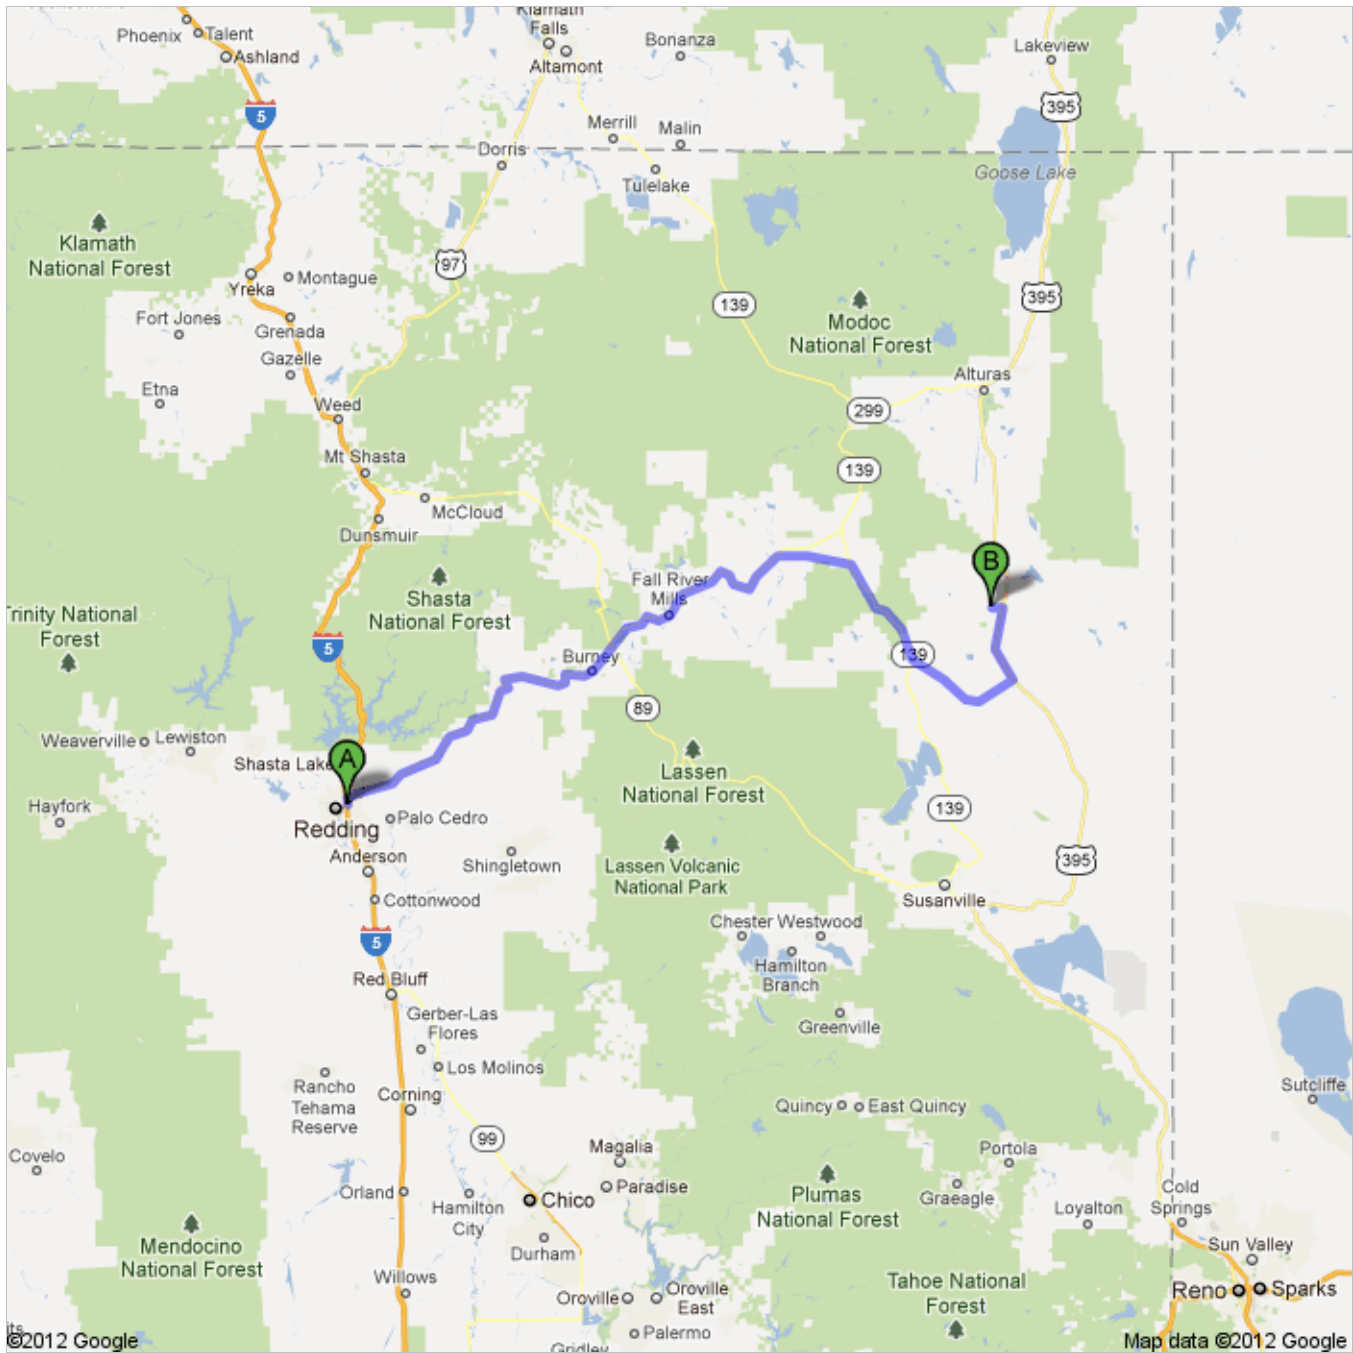 Phoenix
Talent
Ashland
Klamath
Falls
Altamont
Bonanza
Lakeview
5
395
Merrill
Malin
Dorris
Tulelake
Goose Lake
Klamath
National Forest
97
Montague
Yreka
139
395
Modoc
National Forest
Fort Jones
Grenada
Gazelle
Etna
Alturas
Weed
299
Mt Shasta
139
McCloud
Dunsmuir
B
Fall River
Mills
Shasta
National Forest
Trinity National
Forest
5
Burney
139
89
Weaverville
Lewiston
Shasta Lake
A
Lassen
National Forest
Hayfork
Redding
Palo Cedro
139
Anderson
Shingletown
Lassen Volcanic
National Park
395
Cottonwood
Susanville
5
Chester
Westwood
Hamilton
Branch
Red Bluff
Gerber-Las
Flores
Greenville
Los Molinos
Rancho
Tehama
Reserve
Corning
Quincy
East Quincy
Sutcliffe
99
Magalia
Portola
Covelo
Paradise
Orland
Hamilton
City
Chico
Plumas
National Forest
Graeagle
Loyalton
Cold
Springs
Durham
Mendocino
National Forest
Sun Valley
Willows
Oroville
Oroville
East
Tahoe National
Forest
Reno
Sparks
Palermo
Gridley
©2012 Google
Map data ©2012 Google